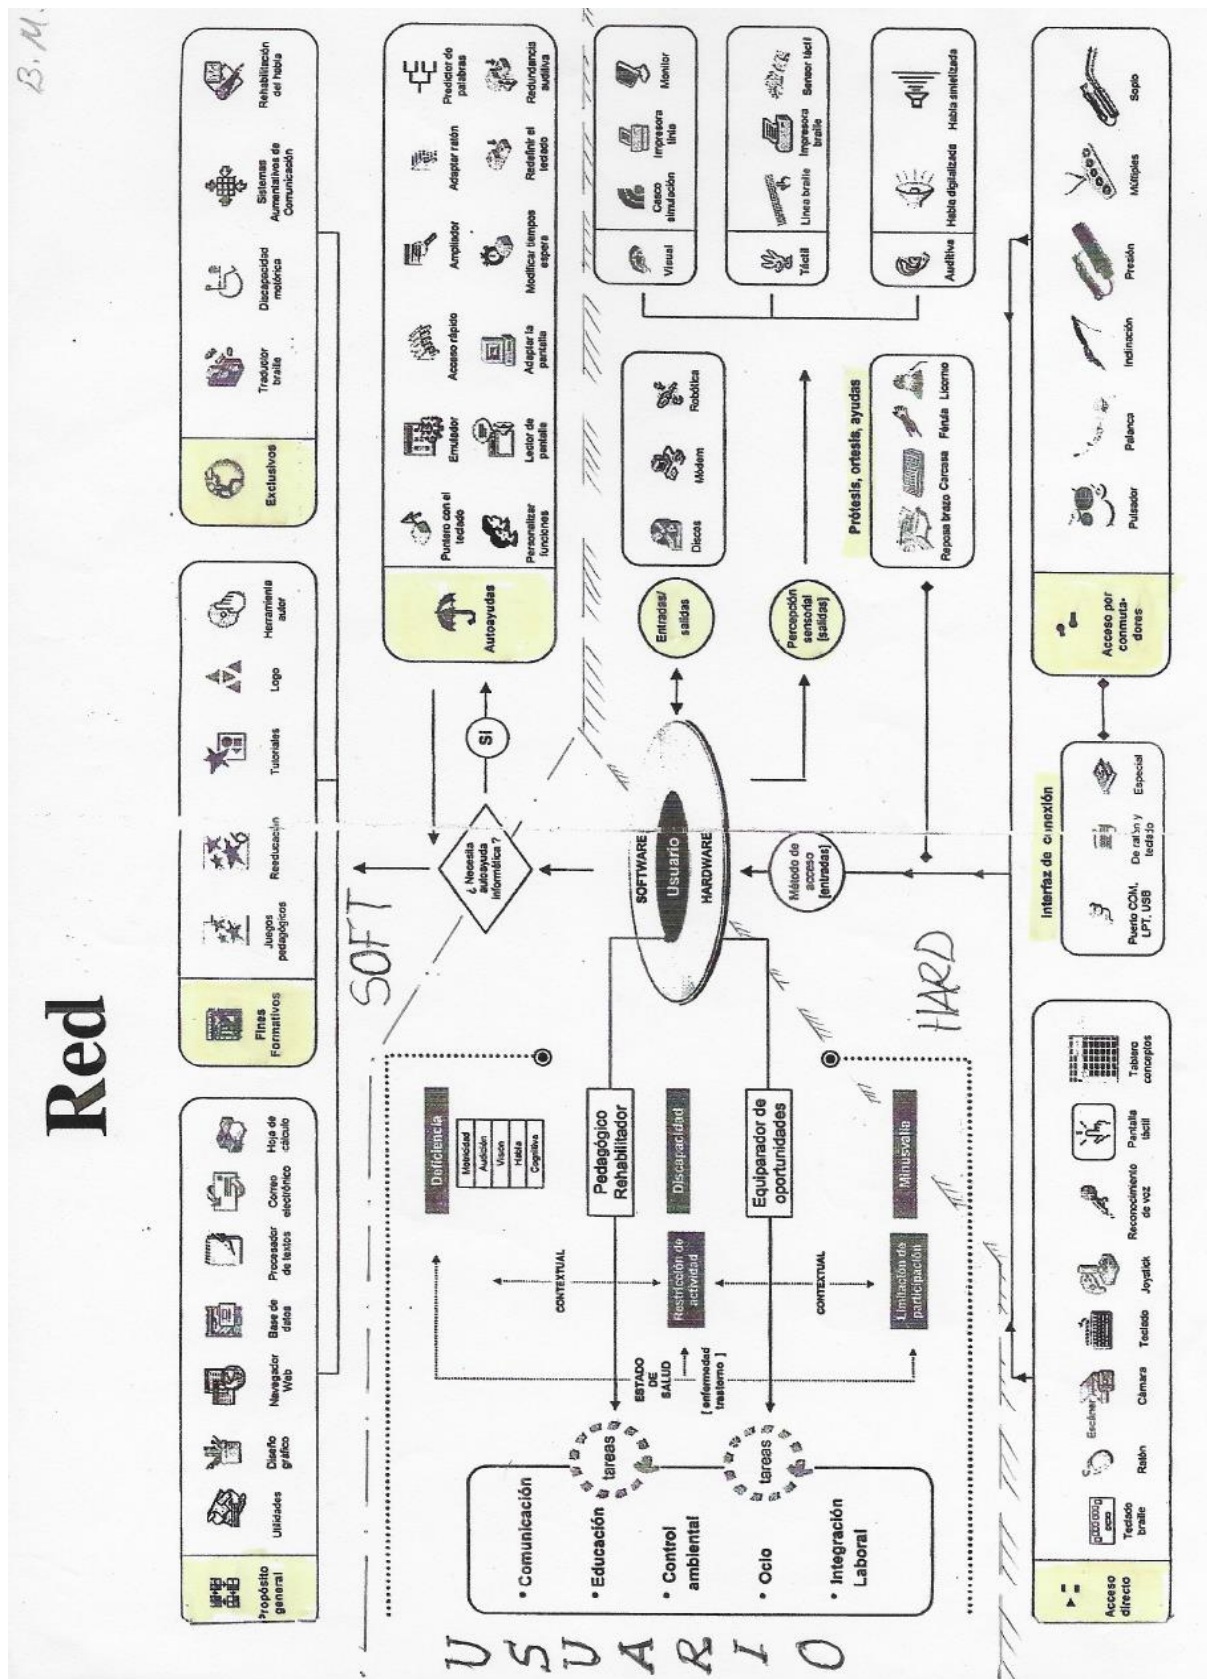 B. M.
Red
Propósito
general
Utilidades
Diseño
gráfico
Navegador
Web
Base de
datos
Procesador
de textos
Correo
electrónico
Hoja de
cálculo
Fines
Formativos
Juegos
pedagógicos
Reeducación
Tutoriales
Logo
Herramienta
autor
Exclusivos
Traductor
braille
Discapacidad
motórica
Sistemas
Aumentativos de
Comunicación
Rehabilitación
del habla
SOFT
Autoayudas
Puntero con el
teclado
Emulador
Acceso rápido
Ampliador
Adaptar ratón
Predictor de
palabras
Personalizar
funciones
Lector de
pantalla
Adaptar la
pantalla
Modificar tiempos
espera
Redefinir el
teclado
Redundancia
auditiva
¿ Necesita
autoayuda
informática ?
SI
SOFTWARE
Usuario
HARDWARE
Entradas/
salidas
Discos
Módem
Robótica
Percepción
sensorial
[salidas]
Visual
Casco
simulación
Impresora
tinta
Monitor
Táctil
Línea braille
Impresora
braille
Sensor táctil
Auditiva
Habla digitalizada
Habla sintetizada
Método de
acceso
[entradas]
Prótesis, ortesis, ayudas
Reposa brazo
Carcasa
Férula
Licornio
HARD
USUARIO
• Comunicación
• Educación
• Control
ambiental
• Ocio
• Integración
Laboral
tareas
tareas
Deficiencia
Motricidad
Audición
Visión
Habla
Cognitiva
Pedagógico
Rehabilitador
Discapacidad
Equiparador de
oportunidades
Minusvalía
CONTEXTUAL
Restricción de
actividad
CONTEXTUAL
Limitación de
participación
ESTADO
DE
SALUD
[ enfermedad
trastorno ]
Acceso
directo
Teclado
braille
Ratón
Escáner
Cámara
Teclado
Joystick
Reconocimiento
de voz
Pantalla
táctil
Tablero
conceptos
Interfaz de conexión
Puerto COM,
LPT, USB
De ratón y
teclado
Especial
Acceso por
conmuta-
dores
Pulsador
Palanca
Inclinación
Presión
Múltiples
Soplo